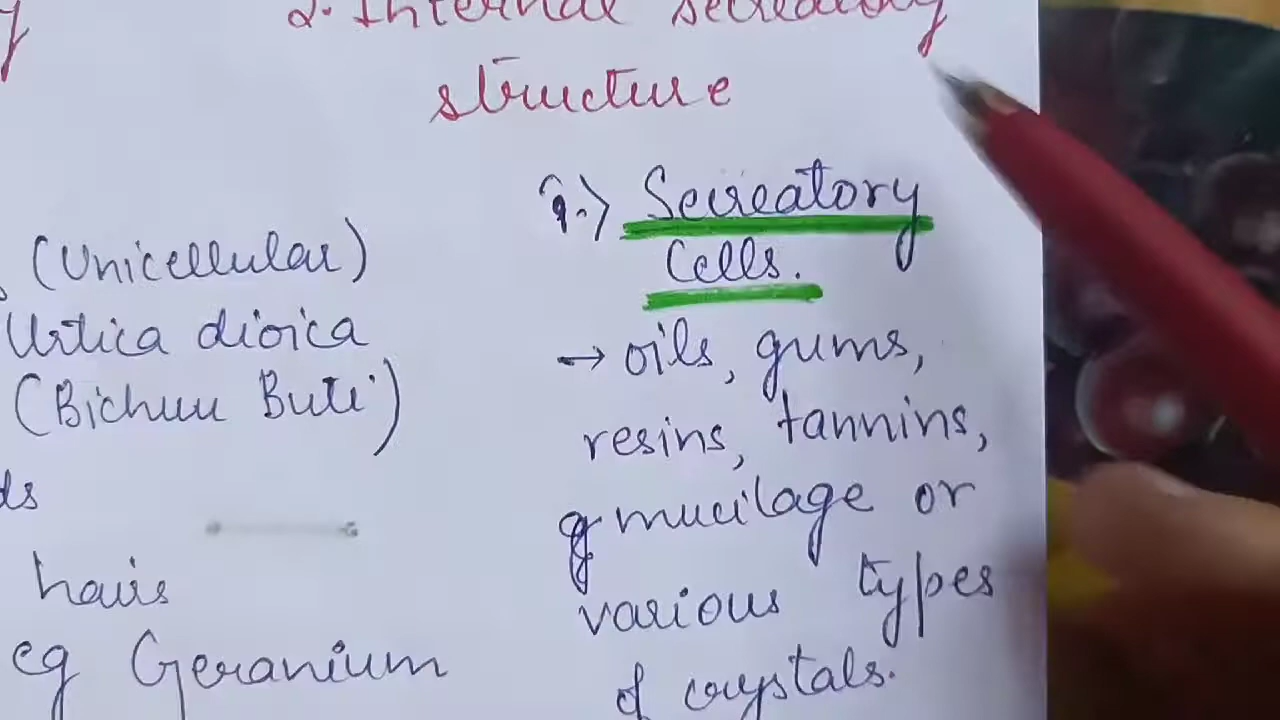 2. Internal secreatory
structure
i.) Secreatory
Cells.
→ oils, gums,
resins, tannins,
mucilage or
various types
of crystals.
(Unicellular)
Urtica dioica
(Bichuu Buti)
ds
hairs
eg Geranium